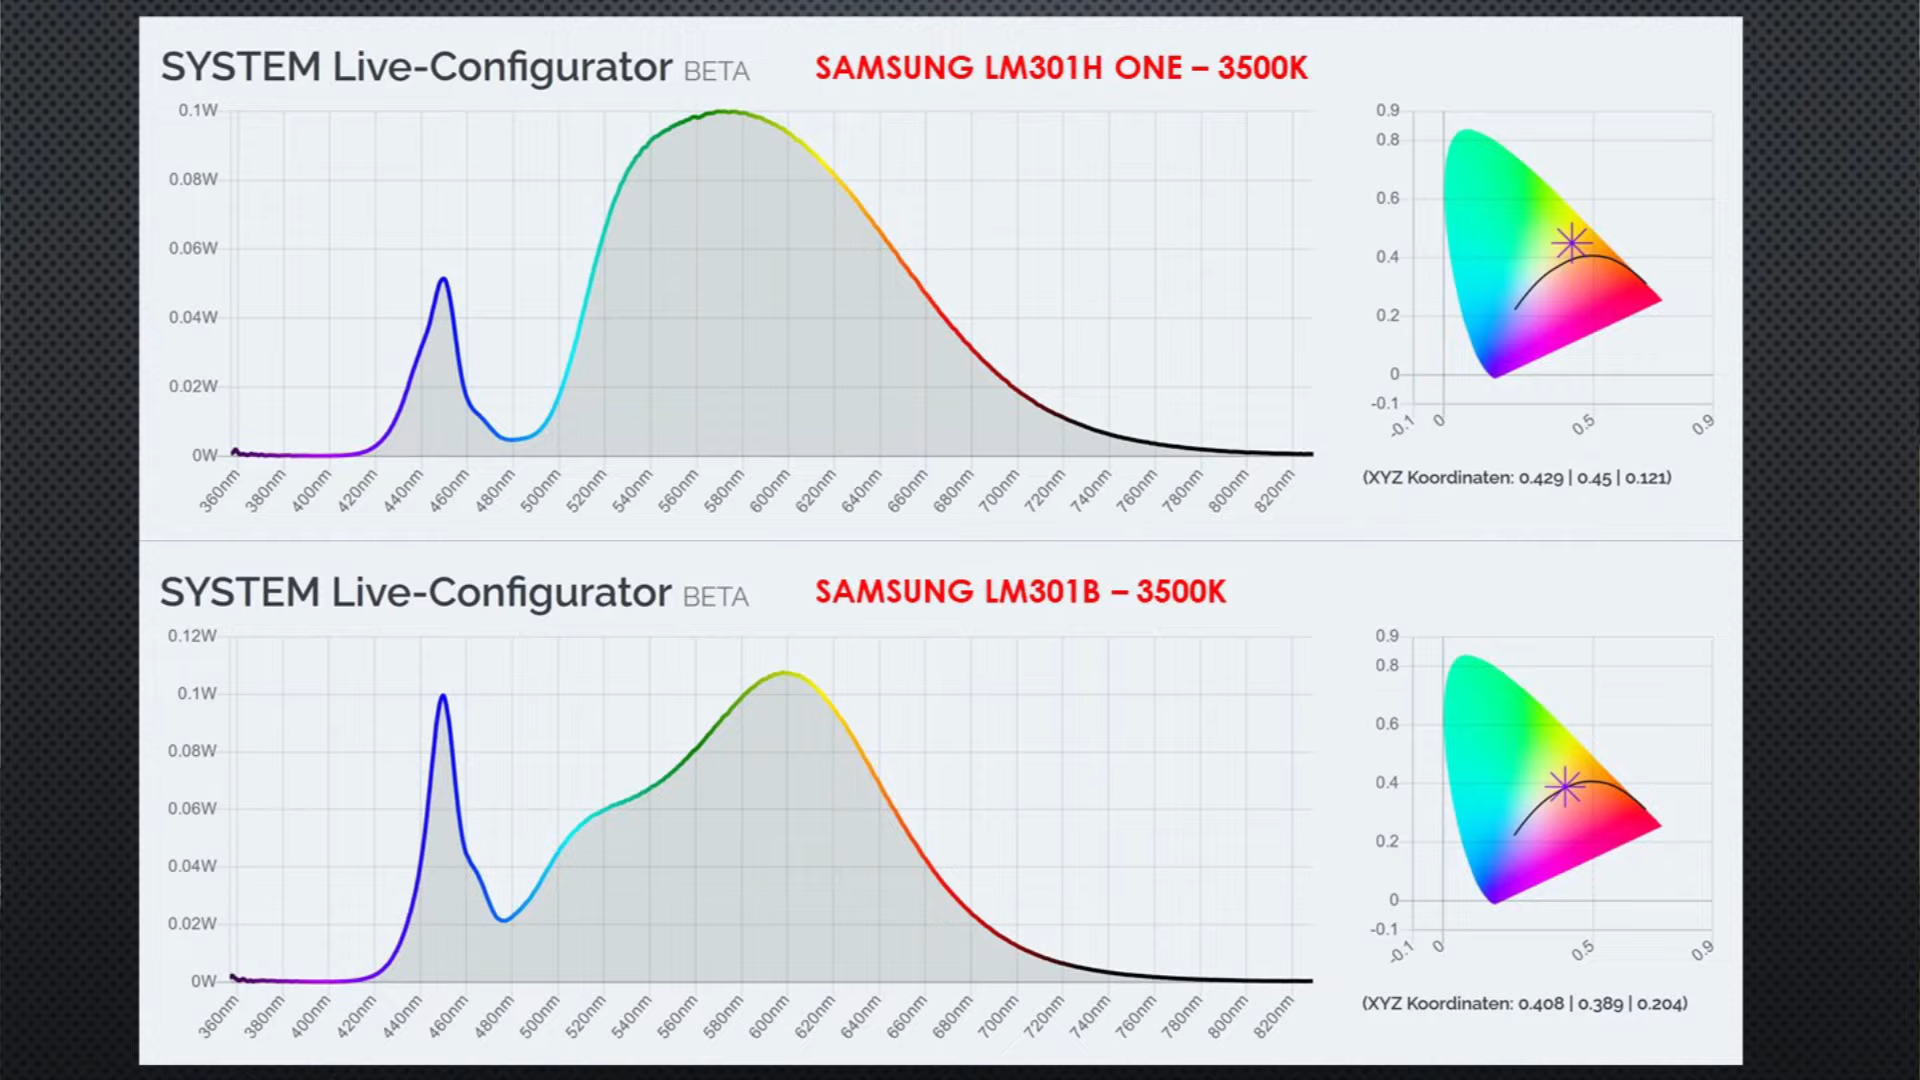 SYSTEM Live-Configurator BETA
SAMSUNG LM301H ONE – 3500K
0.1W
0.08W
0.06W
0.04W
0.02W
0W
360nm 380nm 400nm 420nm 440nm 460nm 480nm 500nm 520nm 540nm 560nm 580nm 600nm 620nm 640nm 660nm 680nm 700nm 720nm 740nm 760nm 780nm 800nm 820nm
0.9
0.8
0.6
0.4
0.2
0
-0.1
-0.1 0 0.5 0.9
(XYZ Koordinaten: 0.429 | 0.45 | 0.121)
SYSTEM Live-Configurator BETA
SAMSUNG LM301B – 3500K
0.12W
0.1W
0.08W
0.06W
0.04W
0.02W
0W
360nm 380nm 400nm 420nm 440nm 460nm 480nm 500nm 520nm 540nm 560nm 580nm 600nm 620nm 640nm 660nm 680nm 700nm 720nm 740nm 760nm 780nm 800nm 820nm
0.9
0.8
0.6
0.4
0.2
0
-0.1
-0.1 0 0.5 0.9
(XYZ Koordinaten: 0.408 | 0.389 | 0.204)